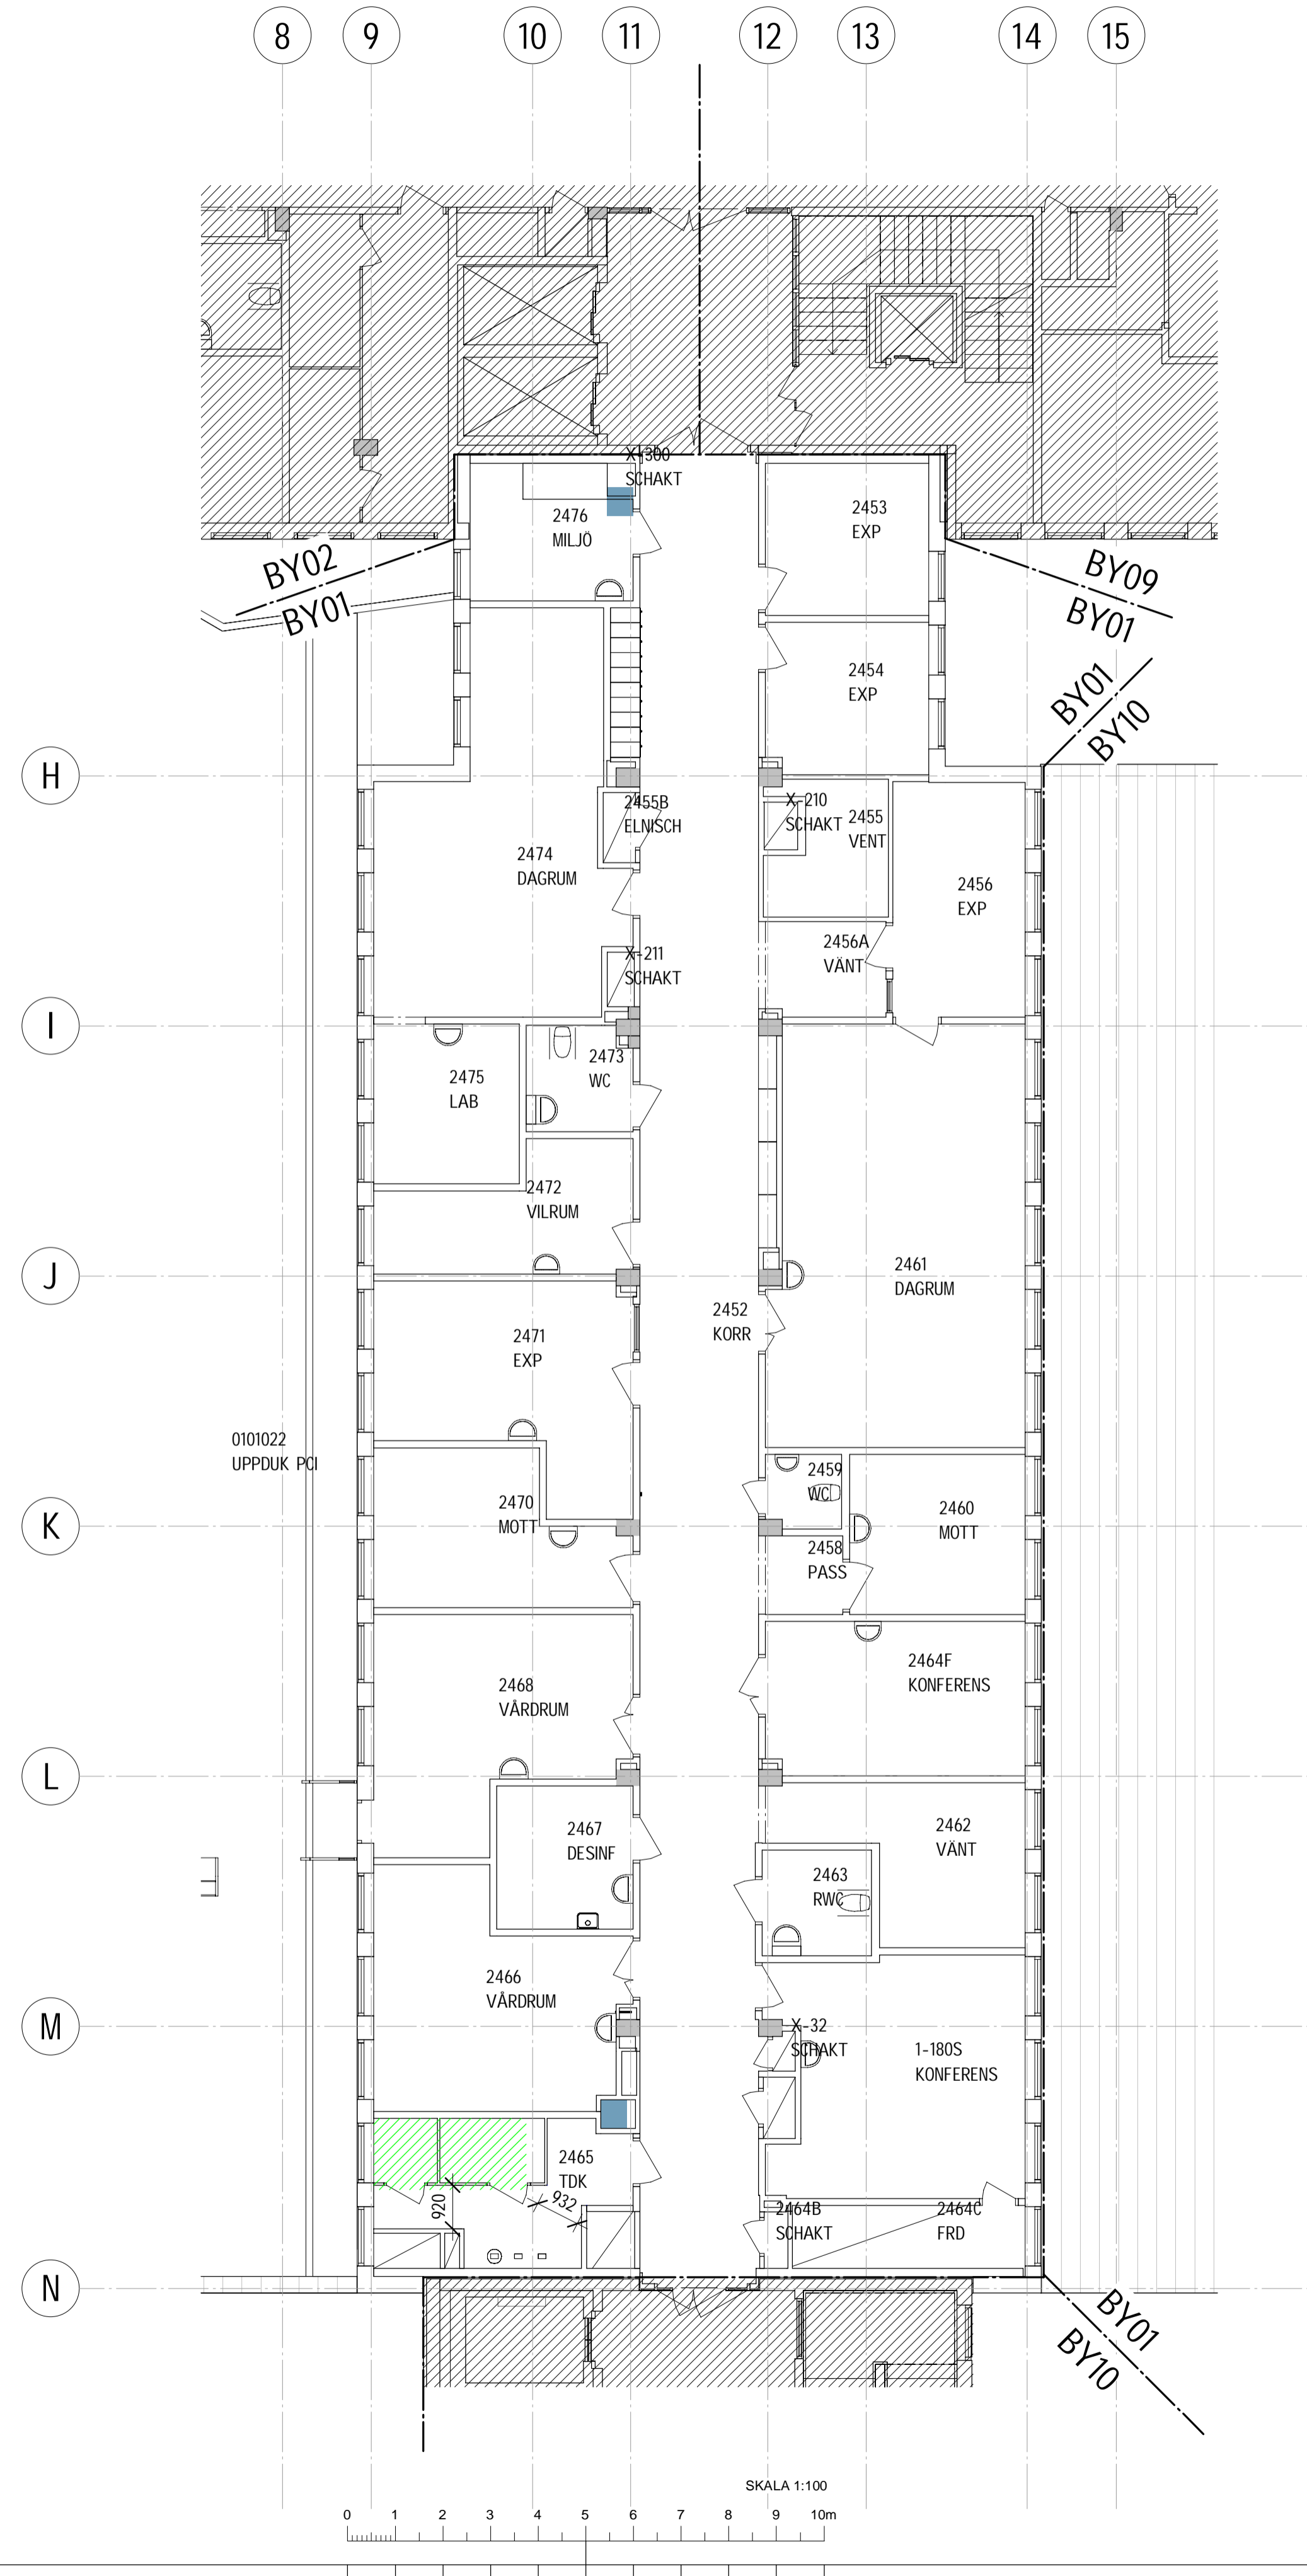 8 9 10 11 12 13 14 15
X-300
SCHAKT
2476
MILJÖ
2453
EXP
BY02
BY01
BY09
BY01
2454
EXP
BY01
BY10
H
2455B
ELNISCH
X-210
SCHAKT
2455
VENT
2474
DAGRUM
2456
EXP
2456A
VÄNT
X-211
SCHAKT
I
2473
WC
2475
LAB
2472
VILRUM
J
2461
DAGRUM
2452
KORR
2471
EXP
0101022
UPPDUK PCI
2459
WC
2470
MOTT
2460
MOTT
K
2458
PASS
2464F
KONFERENS
2468
VÅRDRUM
L
2467
DESINF
2462
VÄNT
2463
RWC
2466
VÅRDRUM
M
X-32
SCHAKT
1-180S
KONFERENS
2465
TDK
920
932
2464B
SCHAKT
2464C
FRD
N
BY01
BY10
SKALA 1:100
0 1 2 3 4 5 6 7 8 9 10m